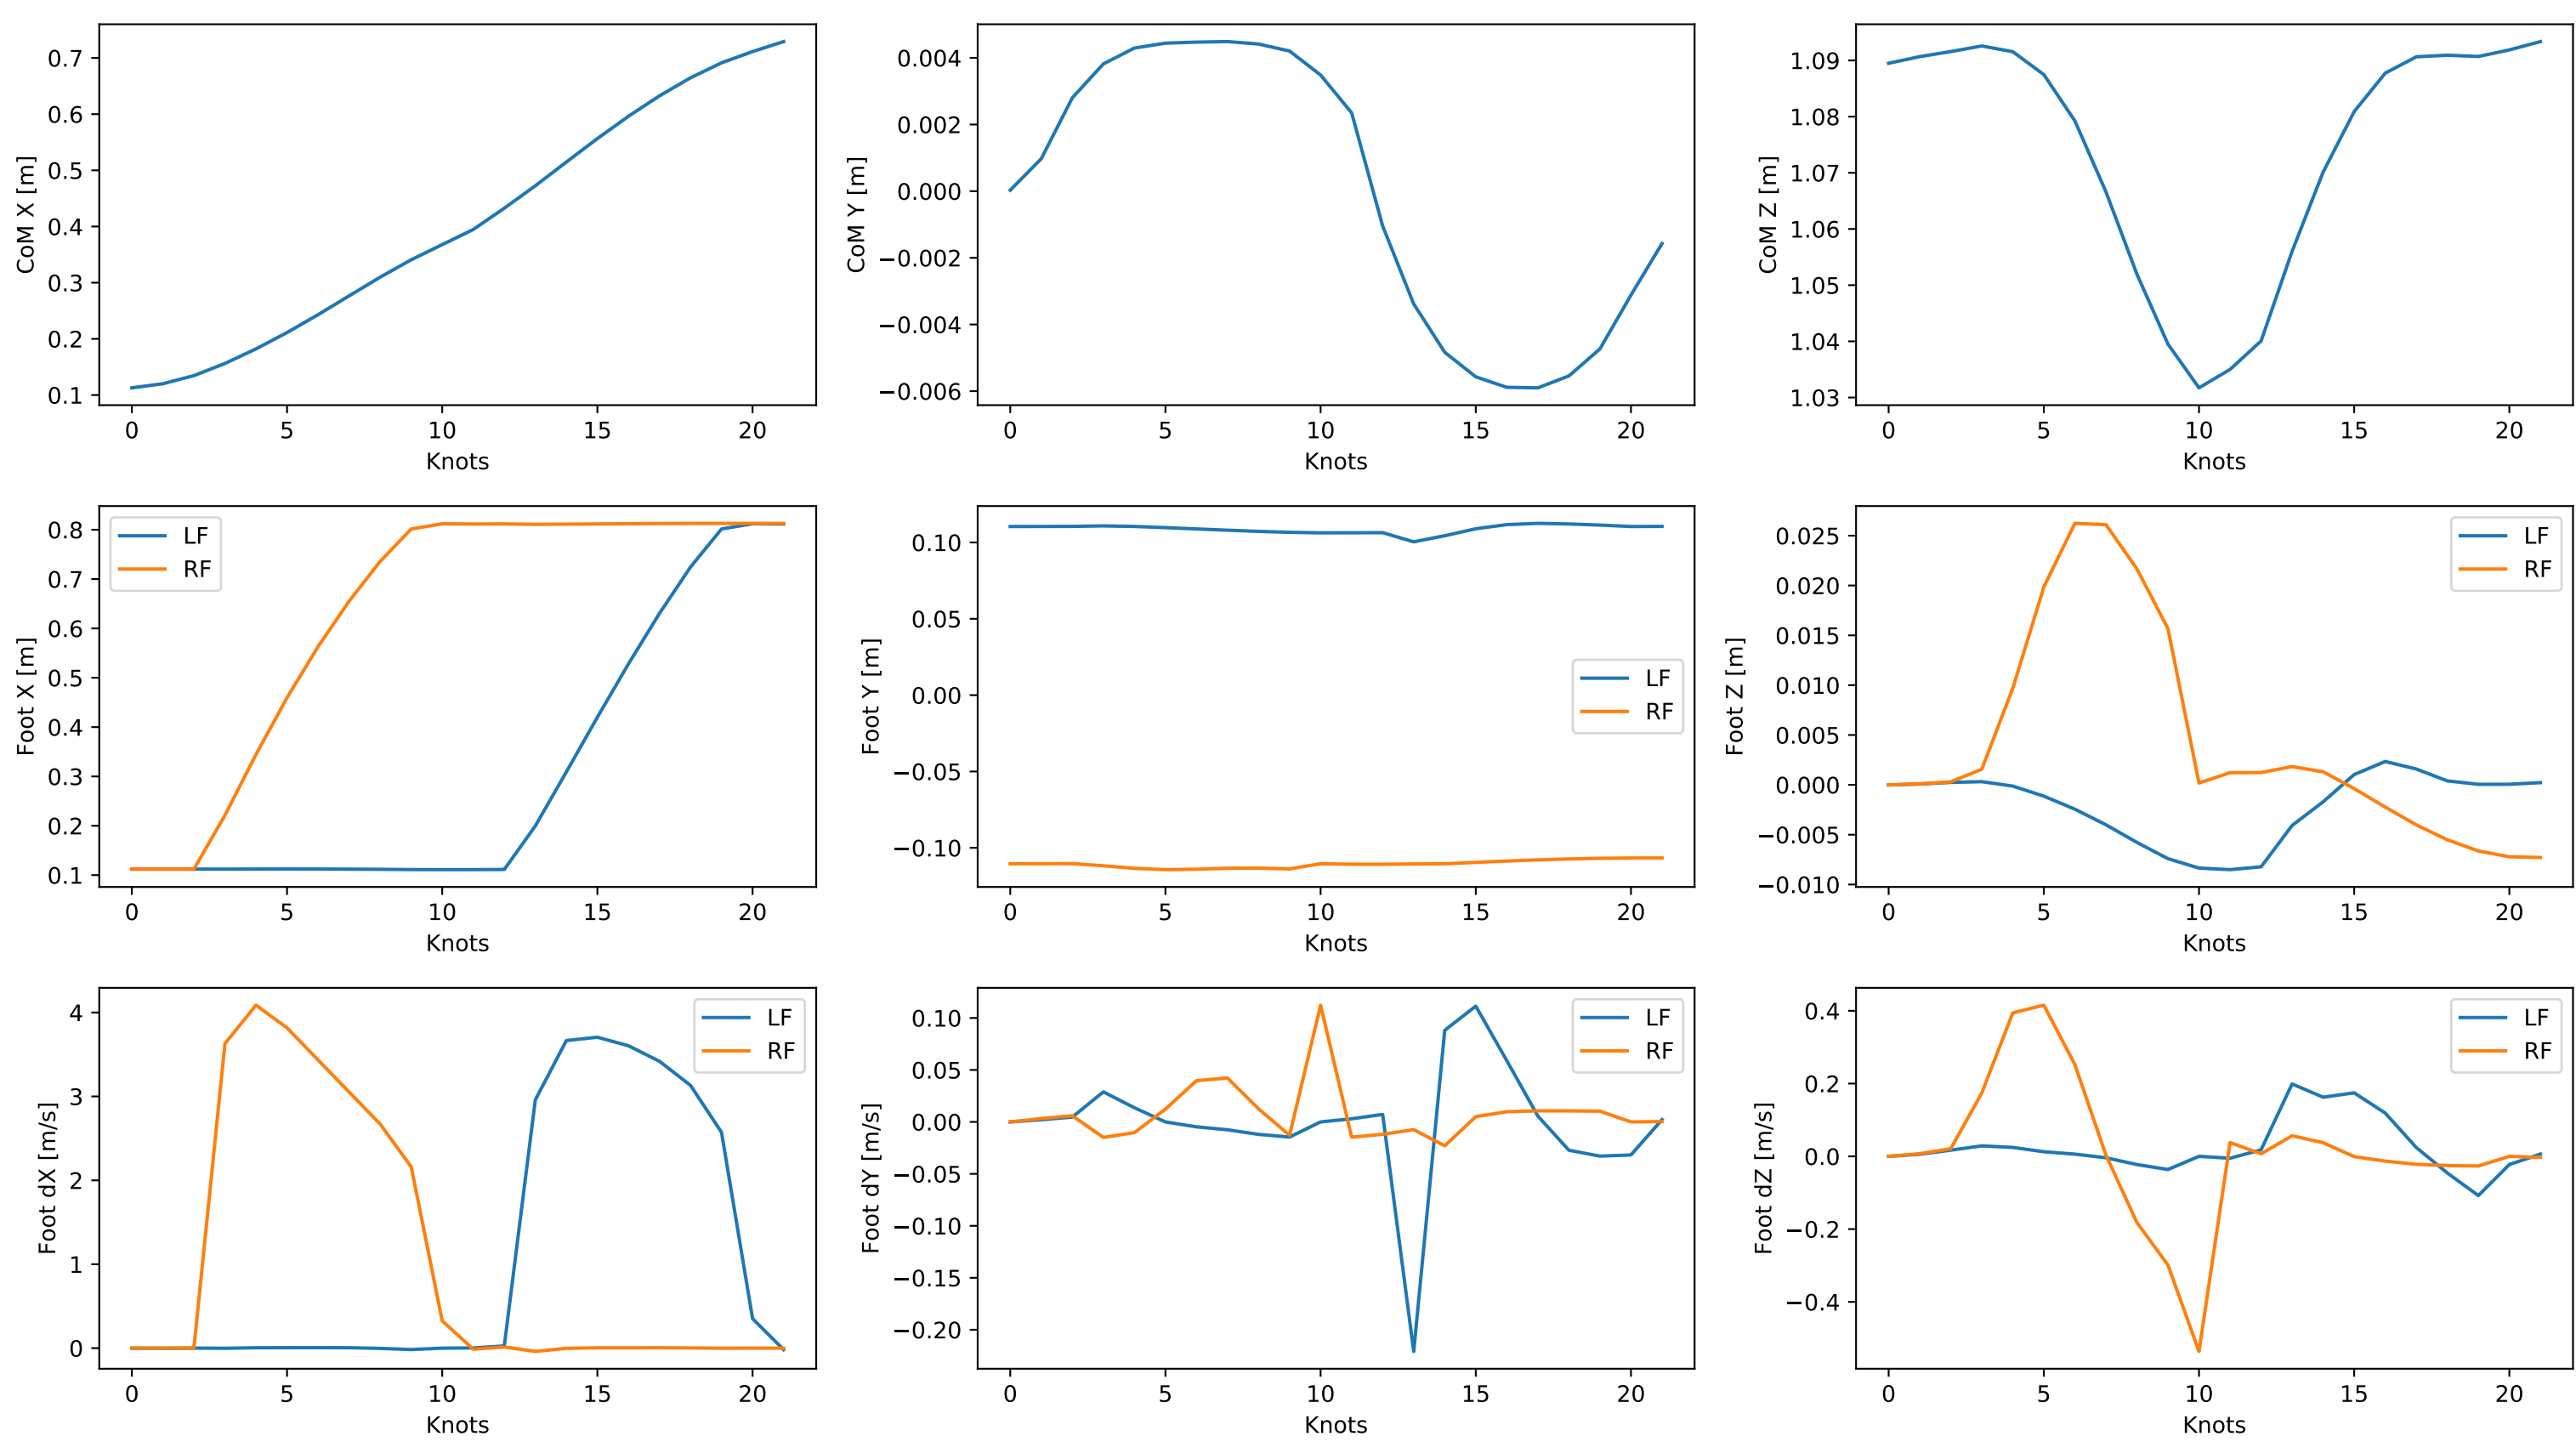 CoM X [m]
0.7
0.6
0.5
0.4
0.3
0.2
0.1
0 5 10 15 20
Knots
CoM Y [m]
0.004
0.002
0.000
−0.002
−0.004
−0.006
0 5 10 15 20
Knots
CoM Z [m]
1.09
1.08
1.07
1.06
1.05
1.04
1.03
0 5 10 15 20
Knots
Foot X [m]
0.8
0.7
0.6
0.5
0.4
0.3
0.2
0.1
LF
RF
0 5 10 15 20
Knots
Foot Y [m]
0.10
0.05
0.00
−0.05
−0.10
LF
RF
0 5 10 15 20
Knots
Foot Z [m]
0.025
0.020
0.015
0.010
0.005
0.000
−0.005
−0.010
LF
RF
0 5 10 15 20
Knots
Foot dX [m/s]
4
3
2
1
0
LF
RF
0 5 10 15 20
Knots
Foot dY [m/s]
0.10
0.05
0.00
−0.05
−0.10
−0.15
−0.20
LF
RF
0 5 10 15 20
Knots
Foot dZ [m/s]
0.4
0.2
0.0
−0.2
−0.4
LF
RF
0 5 10 15 20
Knots